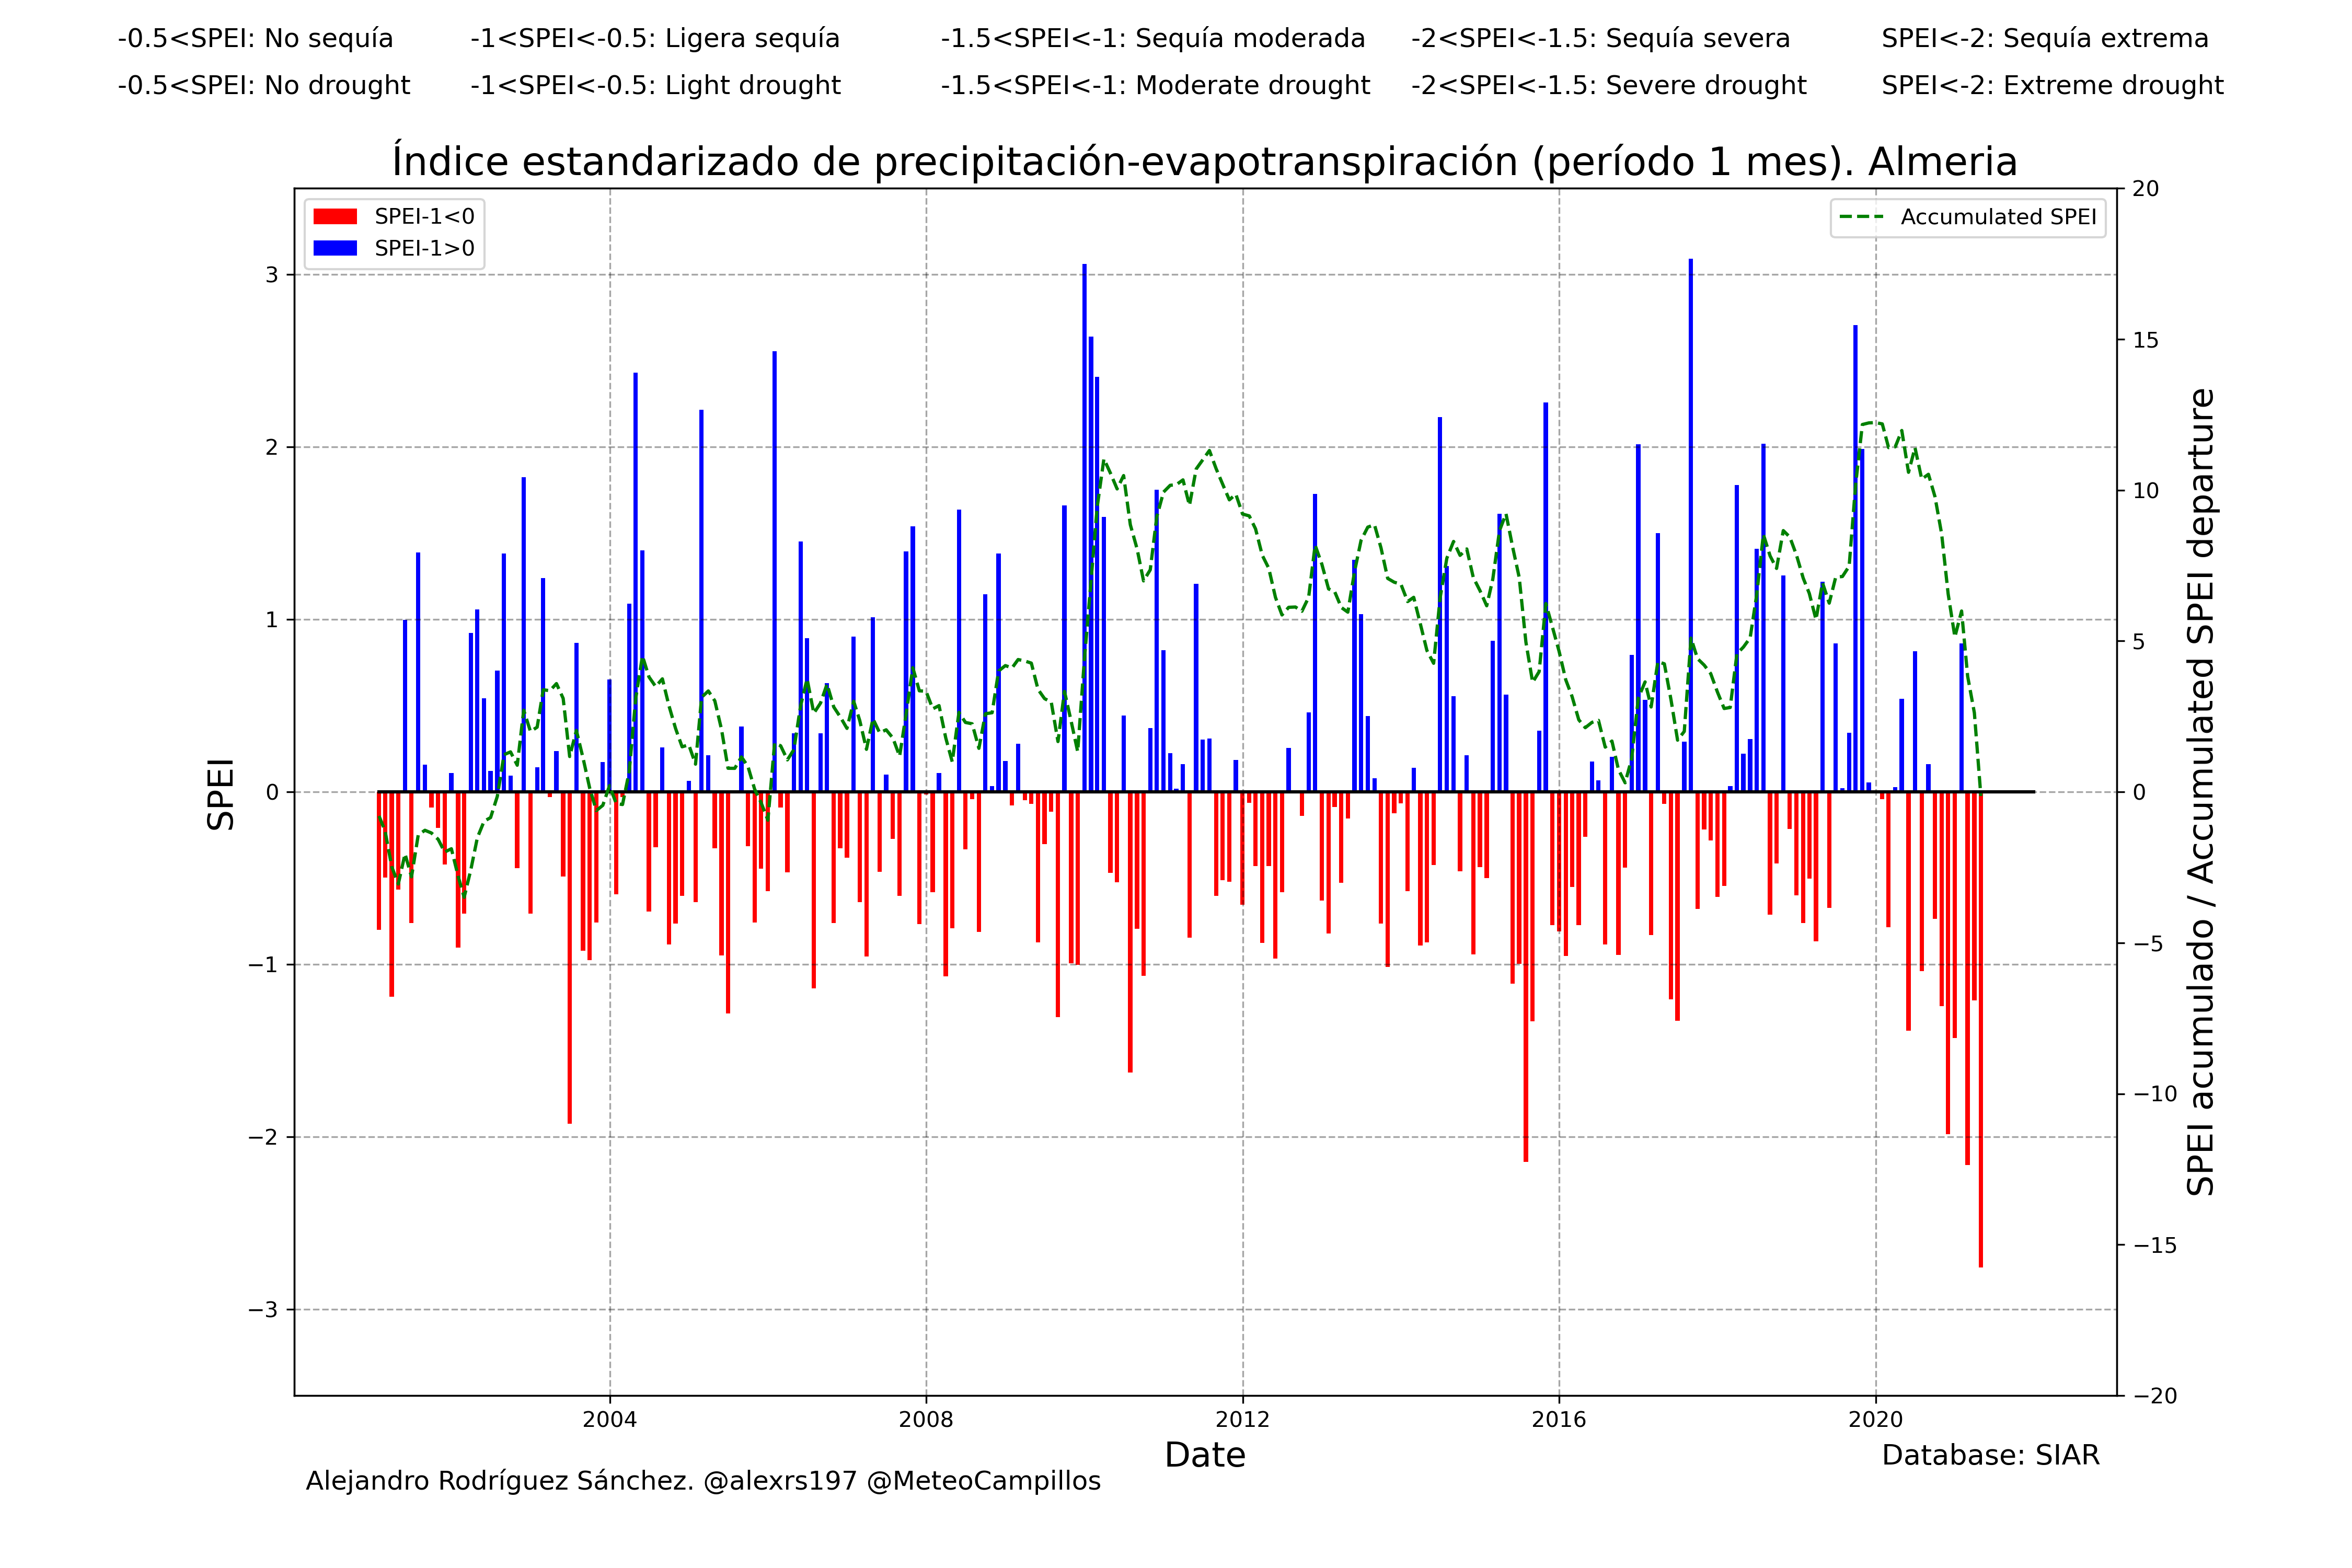 -0.5<SPEI: No sequía -1<SPEI<-0.5: Ligera sequía -1.5<SPEI<-1: Sequía moderada -2<SPEI<-1.5: Sequía severa SPEI<-2: Sequía extrema
-0.5<SPEI: No drought -1<SPEI<-0.5: Light drought -1.5<SPEI<-1: Moderate drought -2<SPEI<-1.5: Severe drought SPEI<-2: Extreme drought
Índice estandarizado de precipitación-evapotranspiración (período 1 mes). Almeria
SPEI-1<0
SPEI-1>0
Accumulated SPEI
SPEI
3
2
1
0
−1
−2
−3
20
15
10
5
0
−5
−10
−15
−20
SPEI acumulado / Accumulated SPEI departure
2004 2008 2012 2016 2020
Date
Database: SIAR
Alejandro Rodríguez Sánchez. @alexrs197 @MeteoCampillos